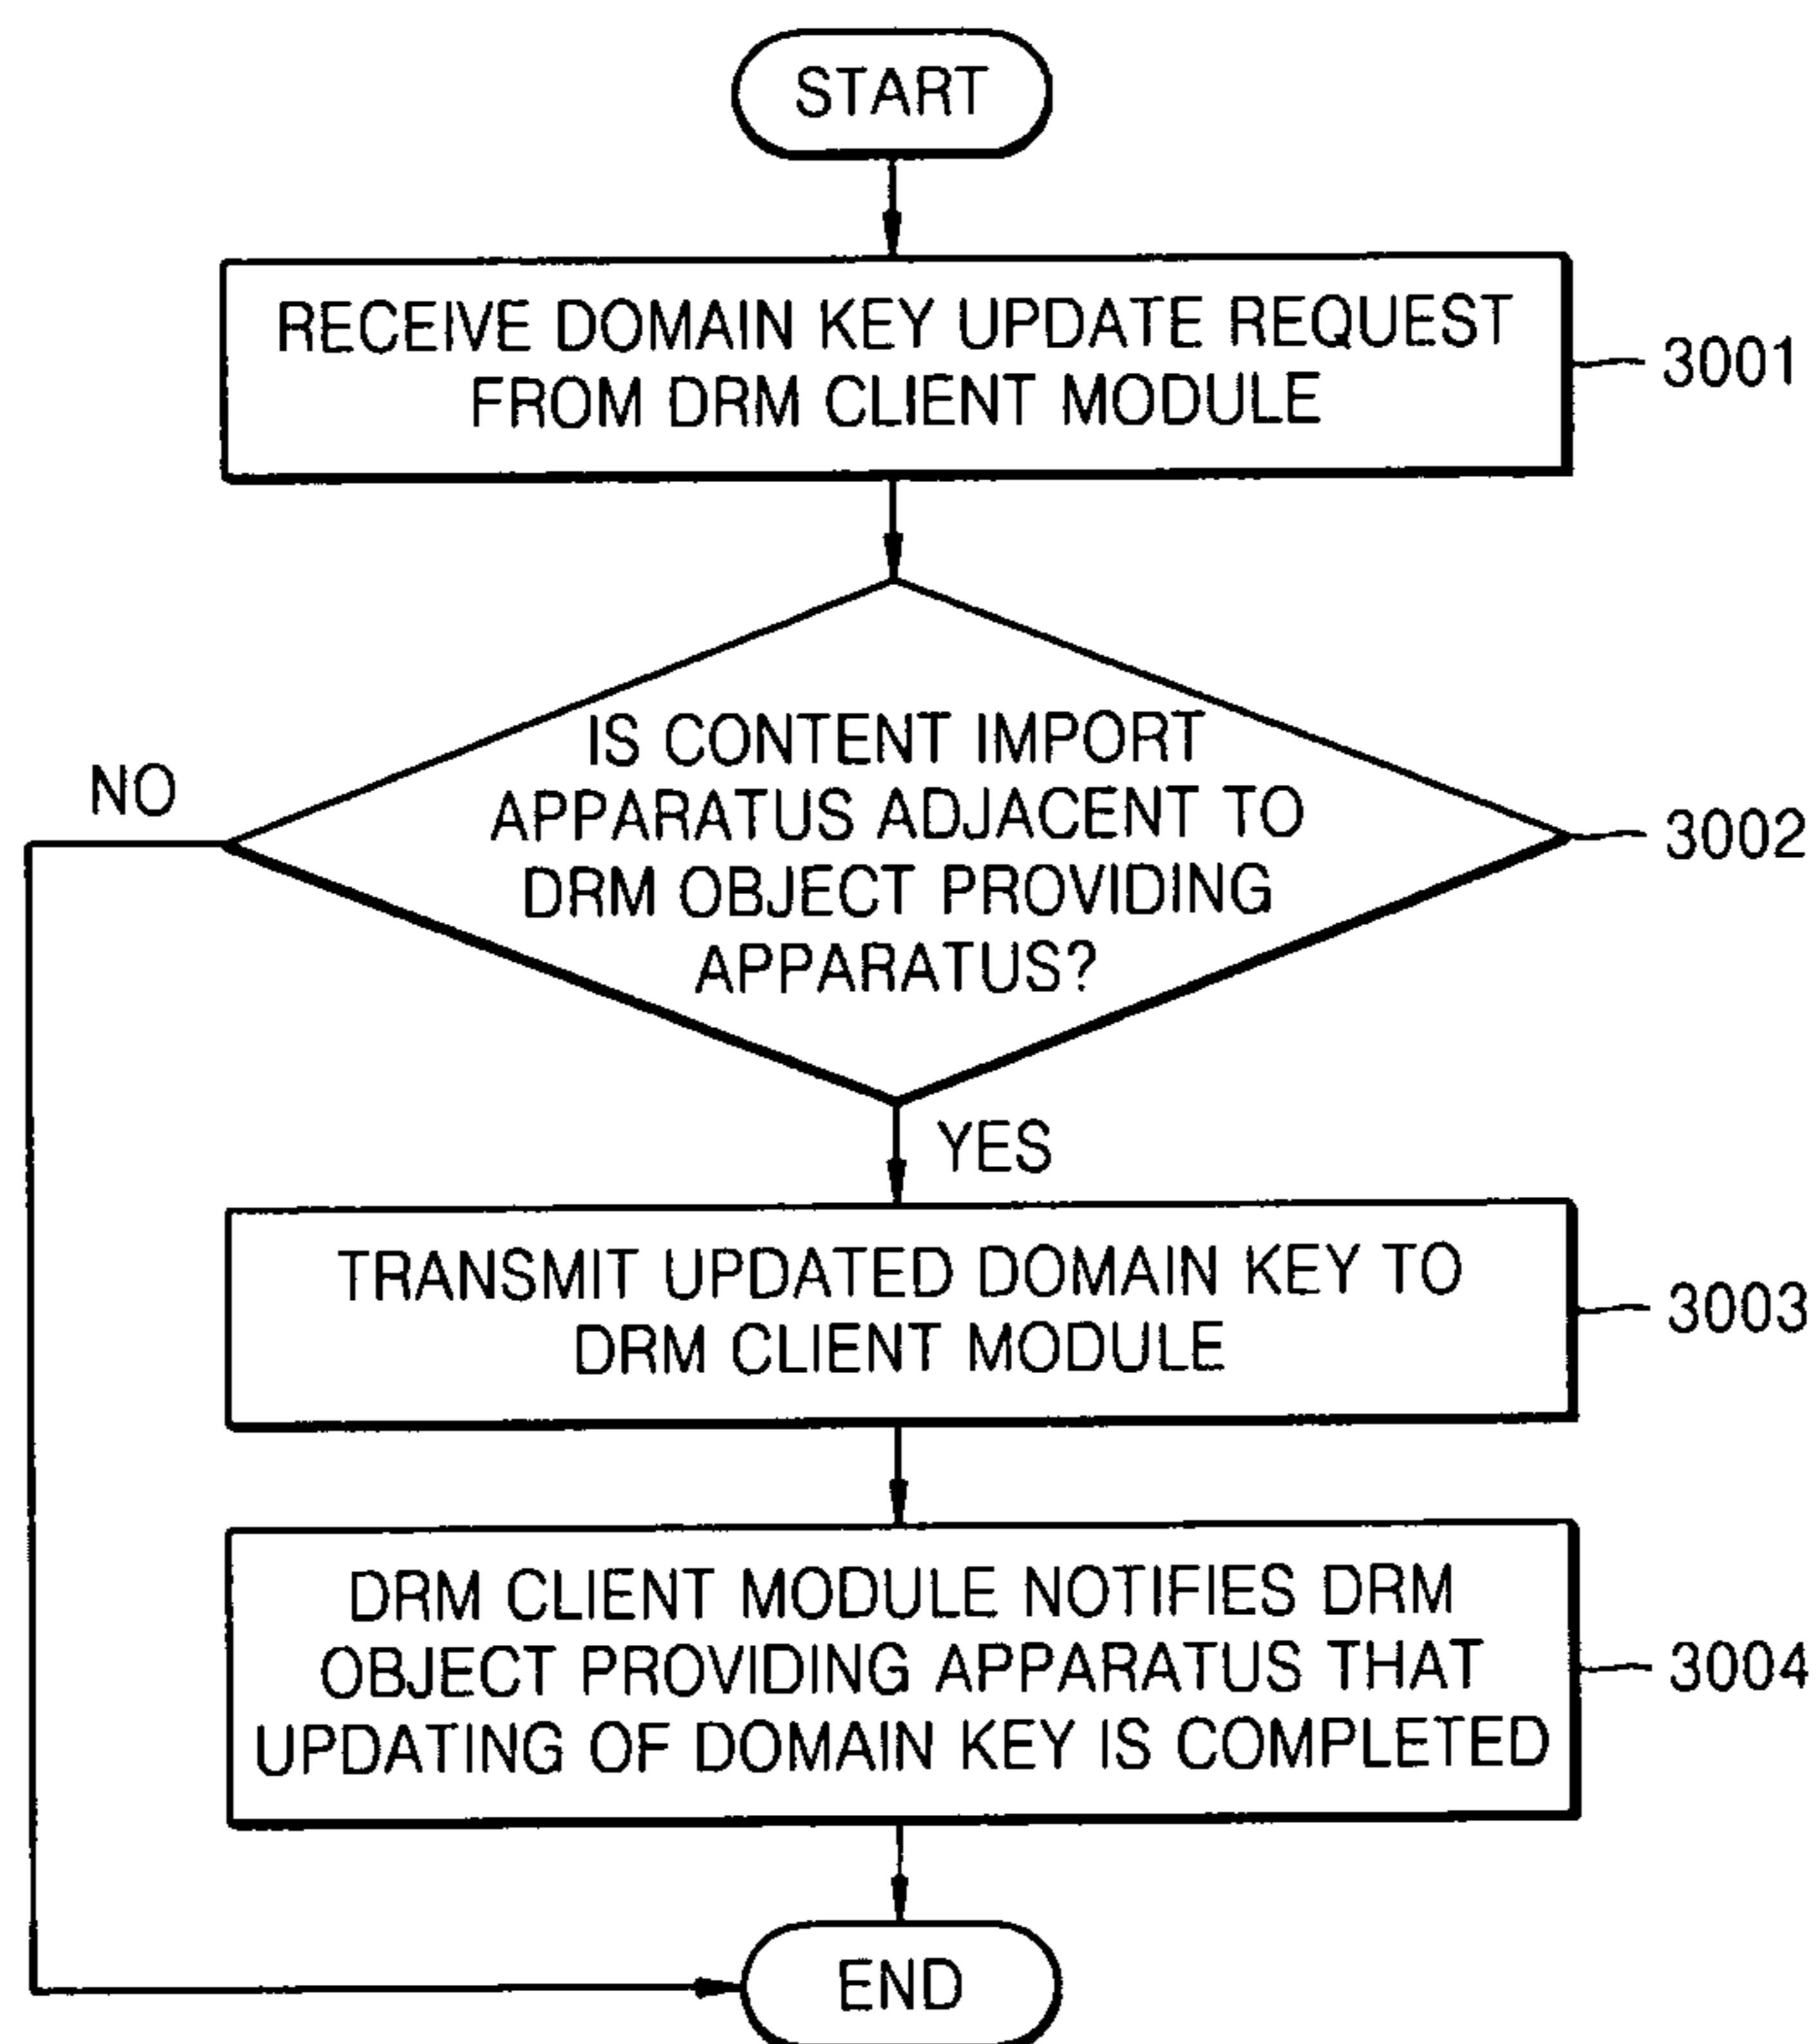 START
RECEIVE DOMAIN KEY UPDATE REQUEST
FROM DRM CLIENT MODULE
3001
IS CONTENT IMPORT
APPARATUS ADJACENT TO
DRM OBJECT PROVIDING
APPARATUS?
3002
NO
YES
TRANSMIT UPDATED DOMAIN KEY TO
DRM CLIENT MODULE
3003
DRM CLIENT MODULE NOTIFIES DRM
OBJECT PROVIDING APPARATUS THAT
UPDATING OF DOMAIN KEY IS COMPLETED
3004
END